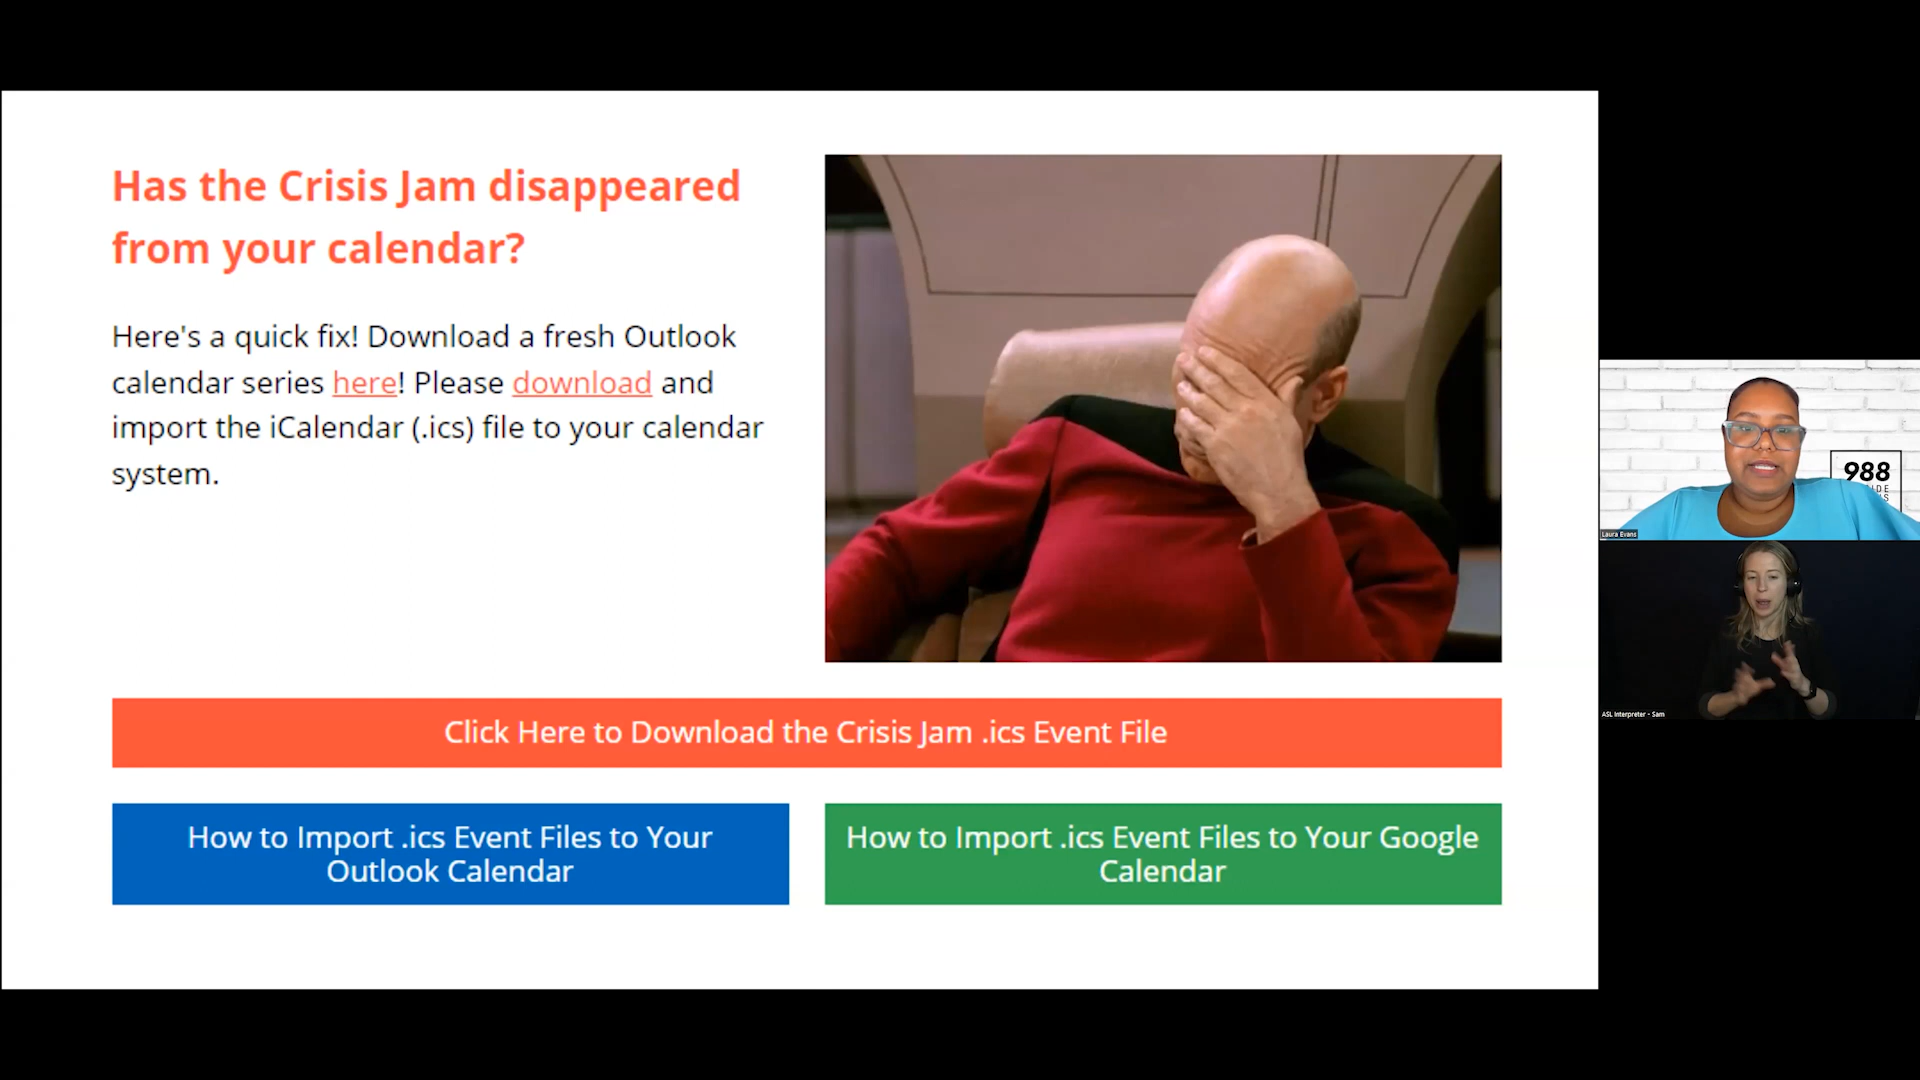 Has the Crisis Jam disappeared
from your calendar?
Here's a quick fix! Download a fresh Outlook
calendar series here! Please download and
import the iCalendar (.ics) file to your calendar
system.
Click Here to Download the Crisis Jam .ics Event File
How to Import .ics Event Files to Your
Outlook Calendar
How to Import .ics Event Files to Your Google
Calendar
988
Laura Evans
ASL Interpreter - Sam